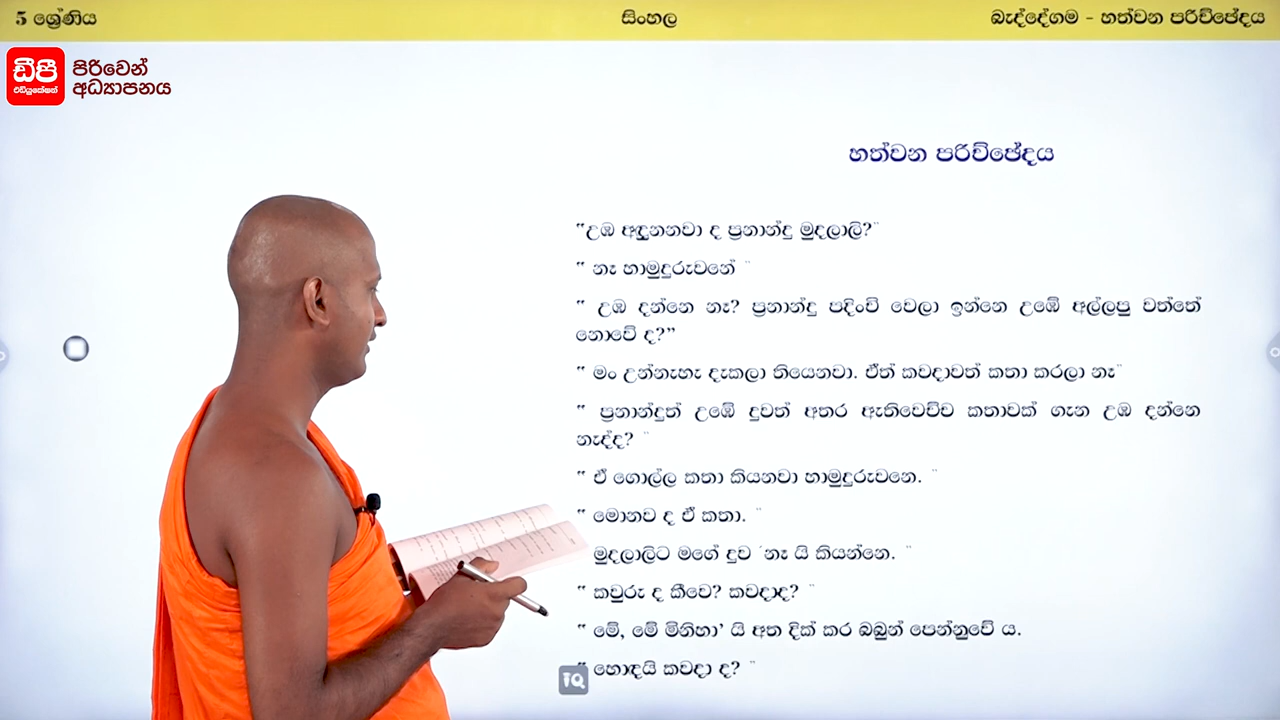 5 ශ්‍රේණිය
සිංහල
බැද්දේගම - හත්වන පරිච්ඡේදය
ඩීපී
එඩියුකේෂන්
පිරිවෙන්
අධ්‍යාපනය
හත්වන පරිච්ඡේදය
"උඹ අඳුනනවා ද ප්‍රනාන්දු මුදලාලි?"
" නෑ හාමුදුරුවනේ "
" උඹ දන්නෙ නෑ? ප්‍රනාන්දු පදිංචි වෙලා ඉන්නෙ උඹේ අල්ලපු වත්තේ
නොවේ ද?"
" මං උන්නැහැ දැකලා තියෙනවා. ඒත් කවදාවත් කතා කරලා නෑ"
" ප්‍රනාන්දුත් උඹේ දුවත් අතර ඇතිවෙච්ච කතාවක් ගැන උඹ දන්නෙ
නැද්ද? "
" ඒ ගොල්ල කතා කියනවා හාමුදුරුවනෙ. "
" මොනව ද ඒ කතා. "
මුදලාලිට මගේ දුව 'නෑ යි කියන්නෙ. "
" කවුරු ද කීවෙ? කවදාද? "
" මේ, මේ මිනිහා' යි අත දික් කර බබුන් පෙන්නුවේ ය.
" හොඳයි කවදා ද? "
IQ